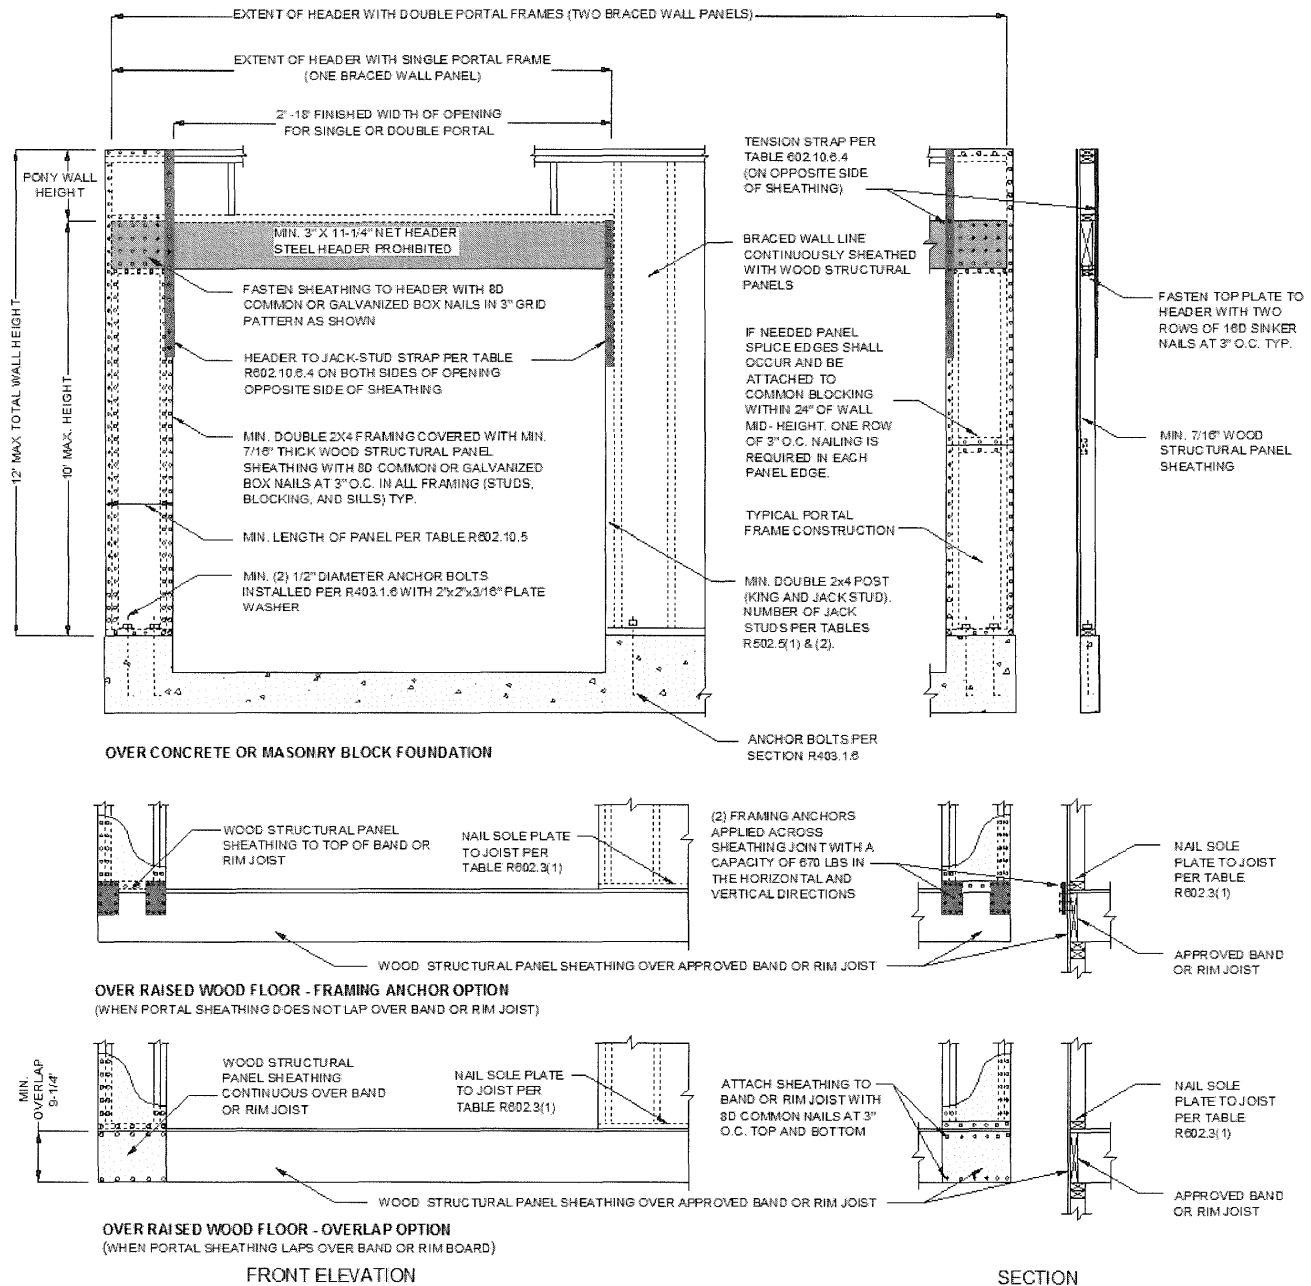 EXTENT OF HEADER WITH DOUBLE PORTAL FRAMES (TWO BRACED WALL PANELS)
EXTENT OF HEADER WITH SINGLE PORTAL FRAME
(ONE BRACED WALL PANEL)
2' -18' FINISHED WIDTH OF OPENING
FOR SINGLE OR DOUBLE PORTAL
TENSION STRAP PER
TABLE 602.10.6.4
(ON OPPOSITE SIDE
OF SHEATHING)
PONY WALL
HEIGHT
12' MAX TOTAL WALL HEIGHT
10' MAX. HEIGHT
MIN. 3" X 11-1/4" NET HEADER
STEEL HEADER PROHIBITED
BRACED WALL LINE
CONTINUOUSLY SHEATHED
WITH WOOD STRUCTURAL
PANELS
FASTEN SHEATHING TO HEADER WITH 8D
COMMON OR GALVANIZED BOX NAILS IN 3" GRID
PATTERN AS SHOWN
FASTEN TOP PLATE TO
HEADER WITH TWO
ROWS OF 16D SINKER
NAILS AT 3" O.C. TYP.
HEADER TO JACK-STUD STRAP PER TABLE
R602.10.6.4 ON BOTH SIDES OF OPENING
OPPOSITE SIDE OF SHEATHING
IF NEEDED PANEL
SPLICE EDGES SHALL
OCCUR AND BE
ATTACHED TO
COMMON BLOCKING
WITHIN 24" OF WALL
MID- HEIGHT. ONE ROW
OF 3" O.C. NAILING IS
REQUIRED IN EACH
PANEL EDGE.
MIN. DOUBLE 2X4 FRAMING COVERED WITH MIN.
7/16" THICK WOOD STRUCTURAL PANEL
SHEATHING WITH 8D COMMON OR GALVANIZED
BOX NAILS AT 3" O.C. IN ALL FRAMING (STUDS,
BLOCKING, AND SILLS) TYP.
MIN. 7/16" WOOD
STRUCTURAL PANEL
SHEATHING
MIN. LENGTH OF PANEL PER TABLE R602.10.5
TYPICAL PORTAL
FRAME CONSTRUCTION
MIN. (2) 1/2" DIAMETER ANCHOR BOLTS
INSTALLED PER R403.1.6 WITH 2"x2"x3/16" PLATE
WASHER
MIN. DOUBLE 2x4 POST
(KING AND JACK STUD).
NUMBER OF JACK
STUDS PER TABLES
R502.5(1) & (2).
ANCHOR BOLTS PER
SECTION R403.1.6
OVER CONCRETE OR MASONRY BLOCK FOUNDATION
WOOD STRUCTURAL PANEL
SHEATHING TO TOP OF BAND OR
RIM JOIST
NAIL SOLE PLATE
TO JOIST PER
TABLE R602.3(1)
(2) FRAMING ANCHORS
APPLIED ACROSS
SHEATHING JOINT WITH A
CAPACITY OF 670 LBS IN
THE HORIZONTAL AND
VERTICAL DIRECTIONS
NAIL SOLE
PLATE TO JOIST
PER TABLE
R602.3(1)
WOOD STRUCTURAL PANEL SHEATHING OVER APPROVED BAND OR RIM JOIST
APPROVED BAND
OR RIM JOIST
OVER RAISED WOOD FLOOR - FRAMING ANCHOR OPTION
(WHEN PORTAL SHEATHING DOES NOT LAP OVER BAND OR RIM JOIST)
MIN.
OVERLAP
9-1/4"
WOOD STRUCTURAL
PANEL SHEATHING
CONTINUOUS OVER BAND
OR RIM JOIST
NAIL SOLE PLATE
TO JOIST PER
TABLE R602.3(1)
ATTACH SHEATHING TO
BAND OR RIM JOIST WITH
8D COMMON NAILS AT 3"
O.C. TOP AND BOTTOM
NAIL SOLE
PLATE TO JOIST
PER TABLE
R602.3(1)
WOOD STRUCTURAL PANEL SHEATHING OVER APPROVED BAND OR RIM JOIST
APPROVED BAND
OR RIM JOIST
OVER RAISED WOOD FLOOR - OVERLAP OPTION
(WHEN PORTAL SHEATHING LAPS OVER BAND OR RIM BOARD)
FRONT ELEVATION
SECTION